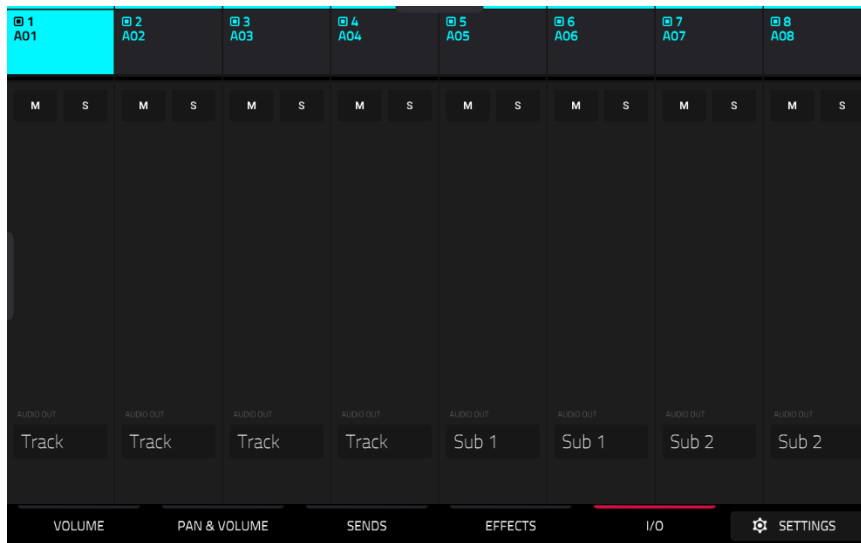 1 2 3 4 5 6 7 8
A01 A02 A03 A04 A05 A06 A07 A08
M S M S M S M S M S M S M S M S
AUDIO OUT AUDIO OUT AUDIO OUT AUDIO OUT AUDIO OUT AUDIO OUT AUDIO OUT AUDIO OUT
Track Track Track Track Sub 1 Sub 1 Sub 2 Sub 2
VOLUME PAN & VOLUME SENDS EFFECTS I/O SETTINGS